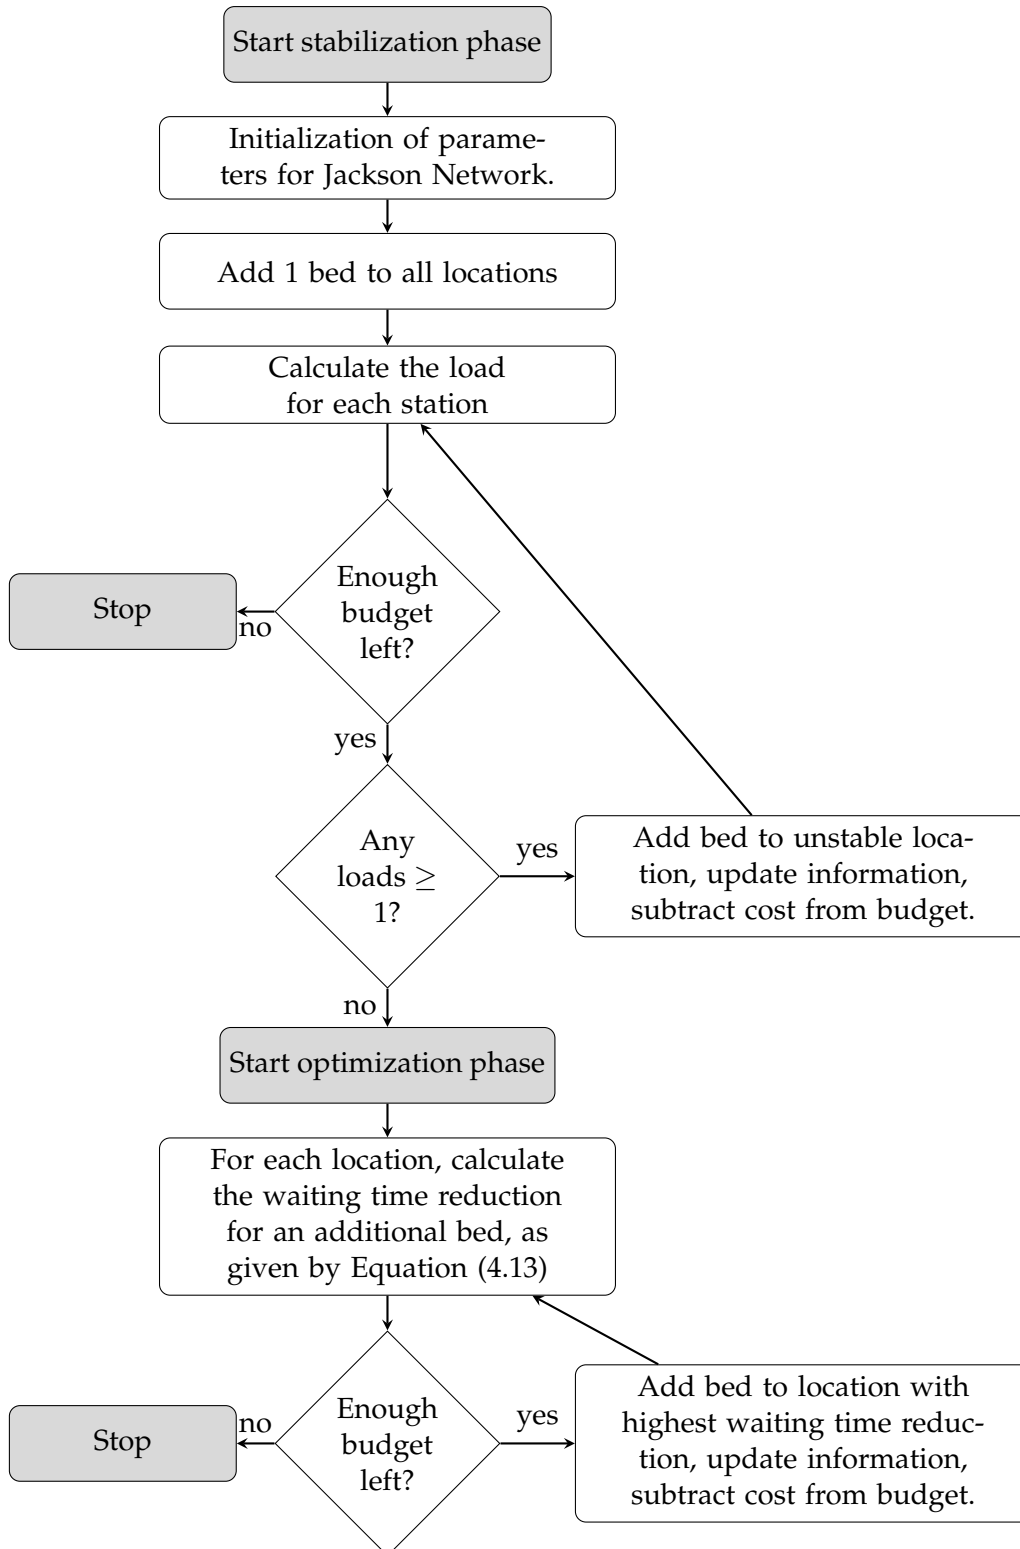 Start stabilization phase
Initialization of parame-
ters for Jackson Network.
Add 1 bed to all locations
Calculate the load
for each station
Enough
budget
left?
no
Stop
yes
Any
loads ≥
1?
yes
Add bed to unstable loca-
tion, update information,
subtract cost from budget.
no
Start optimization phase
For each location, calculate
the waiting time reduction
for an additional bed, as
given by Equation (4.13)
Enough
budget
left?
no
Stop
yes
Add bed to location with
highest waiting time reduc-
tion, update information,
subtract cost from budget.